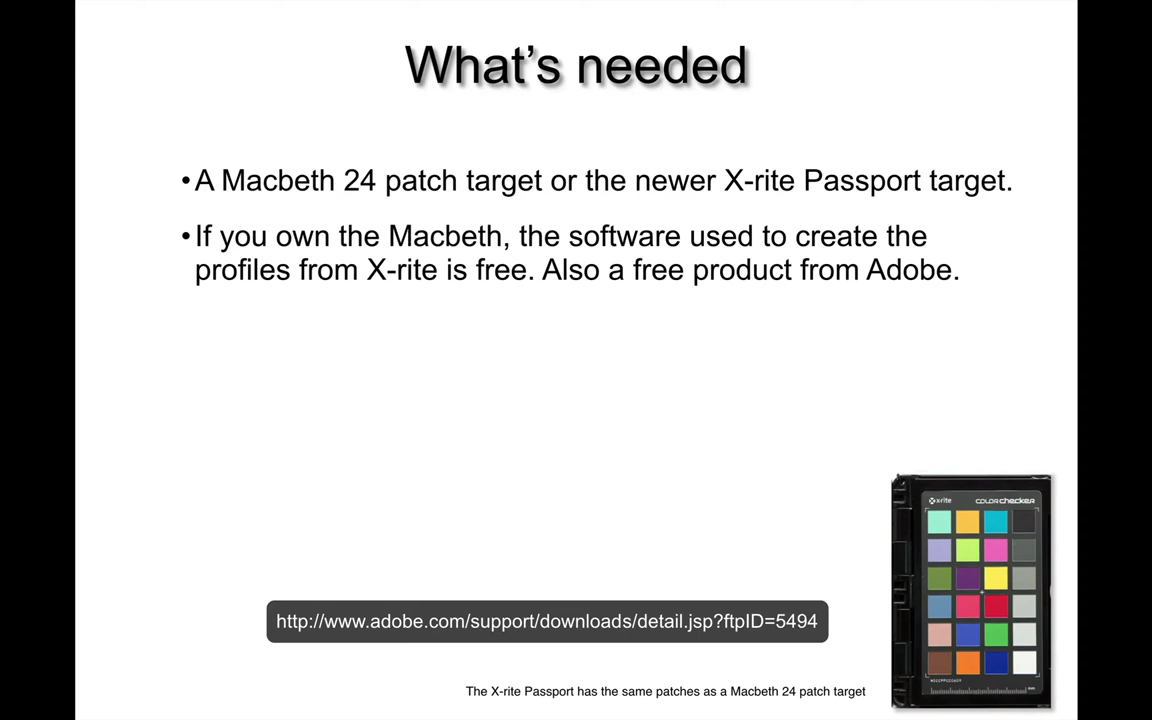 What’s needed
•A Macbeth 24 patch target or the newer X-rite Passport target.
•If you own the Macbeth, the software used to create the
profiles from X-rite is free. Also a free product from Adobe.
x-rite
colorchecker
http://www.adobe.com/support/downloads/detail.jsp?ftpID=5494
mm
The X-rite Passport has the same patches as a Macbeth 24 patch target